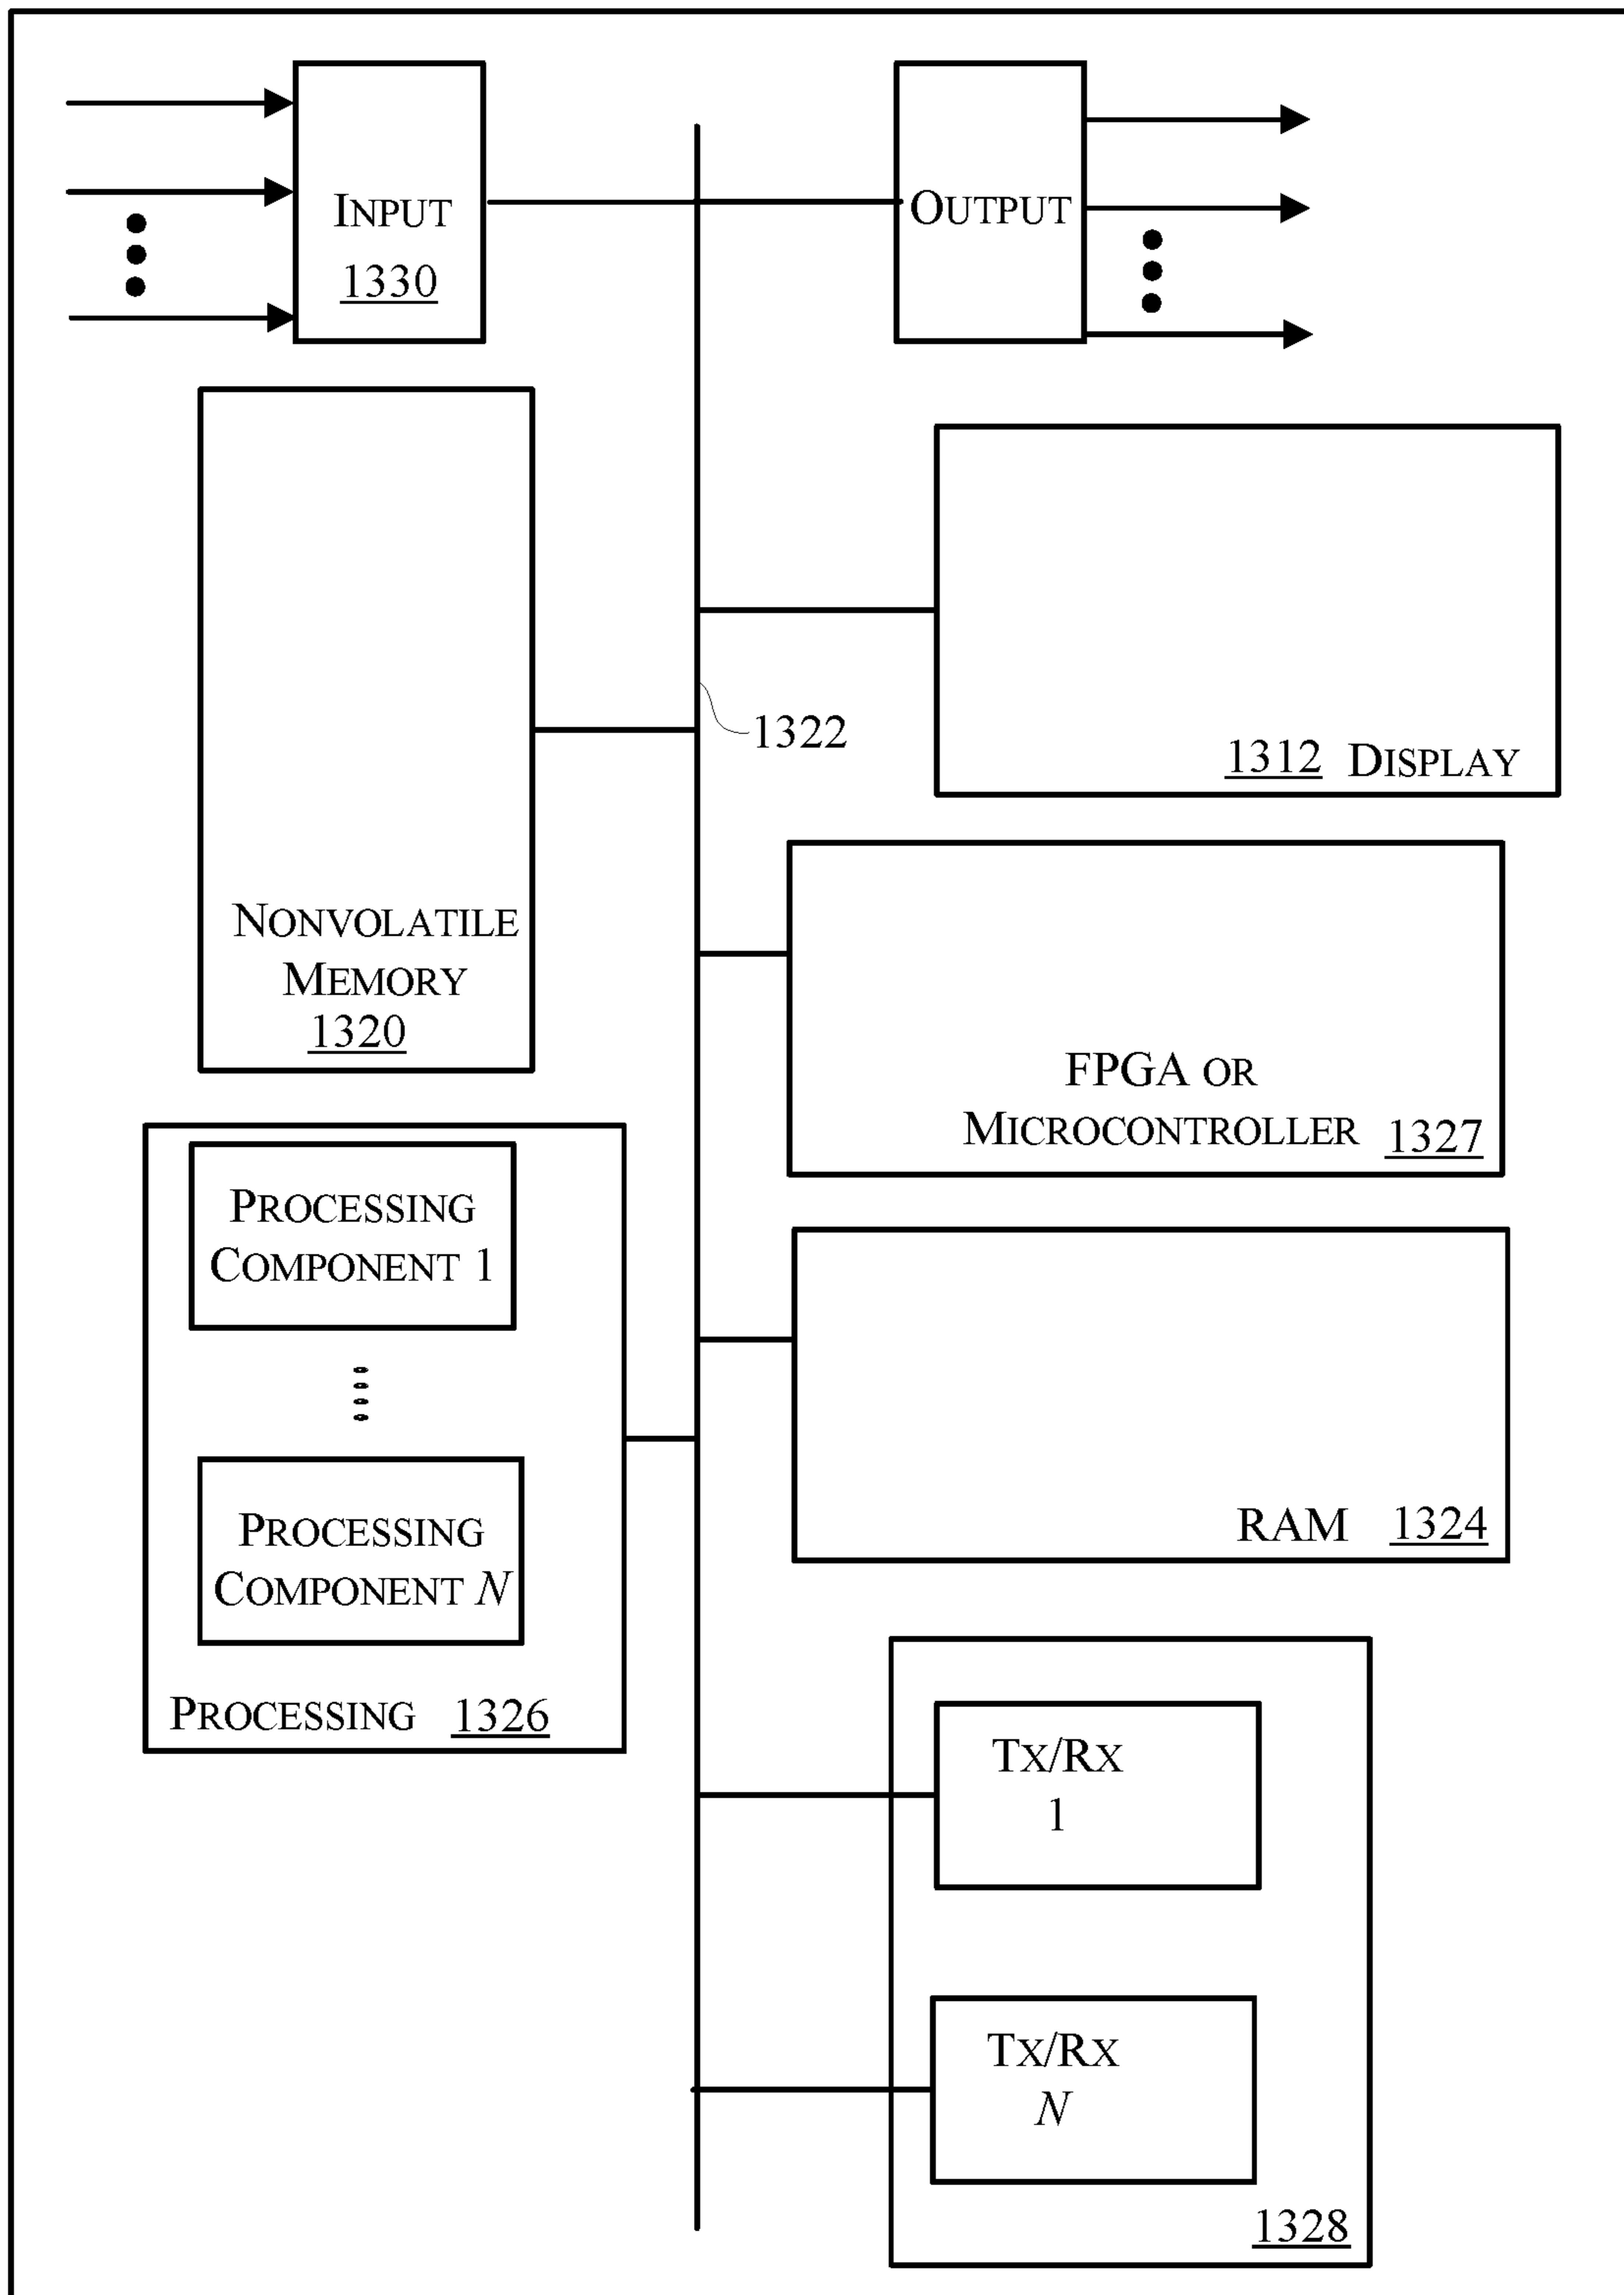 INPUT
1330
OUTPUT
1322
1312 DISPLAY
NONVOLATILE
MEMORY
1320
FPGA OR
MICROCONTROLLER 1327
PROCESSING
COMPONENT 1
PROCESSING
COMPONENT N
PROCESSING 1326
RAM 1324
TX/RX
1
TX/RX
N
1328